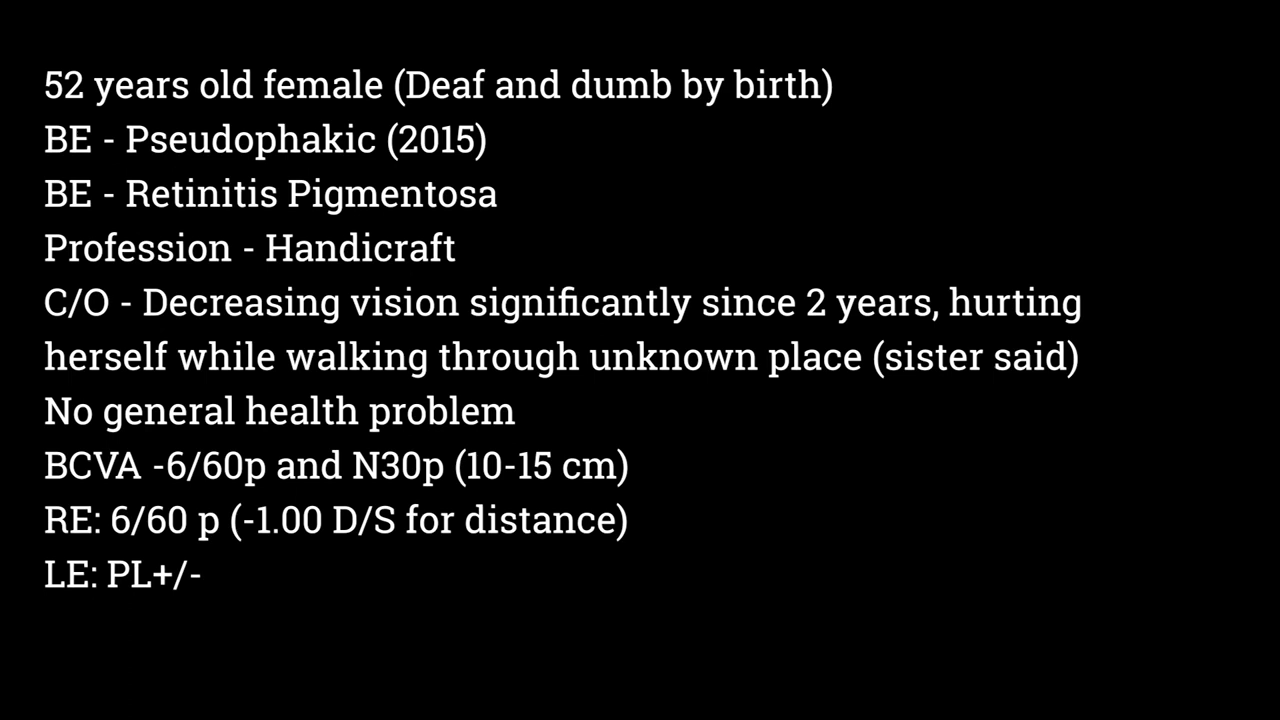 52 years old female (Deaf and dumb by birth)
BE - Pseudophakic (2015)
BE - Retinitis Pigmentosa
Profession - Handicraft
C/O - Decreasing vision significantly since 2 years, hurting
herself while walking through unknown place (sister said)
No general health problem
BCVA -6/60p and N30p (10-15 cm)
RE: 6/60 p (-1.00 D/S for distance)
LE: PL+/-